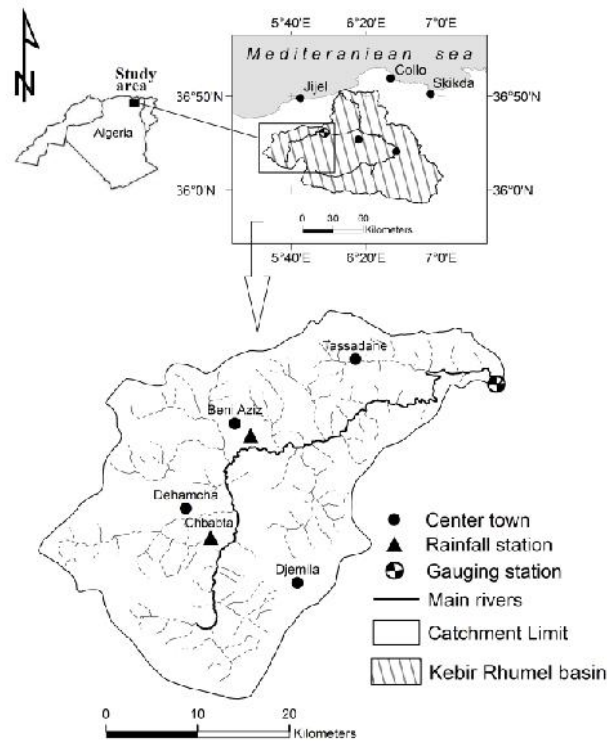 N
Study
area
Algeria
5°40'E 6°20'E 7°0'E
Mediteraniean sea
Collo
Jijel
Skikda
36°50'N
36°50'N
36°0'N
36°0'N
0 30 60
Kilometers
5°40'E 6°20'E 7°0'E
Tassadane
Beni Aziz
Dehamcha
Chbabta
Djemila
Center town
Rainfall station
Gauging station
Main rivers
Catchment Limit
Kebir Rhumel basin
0 10 20
Kilometers